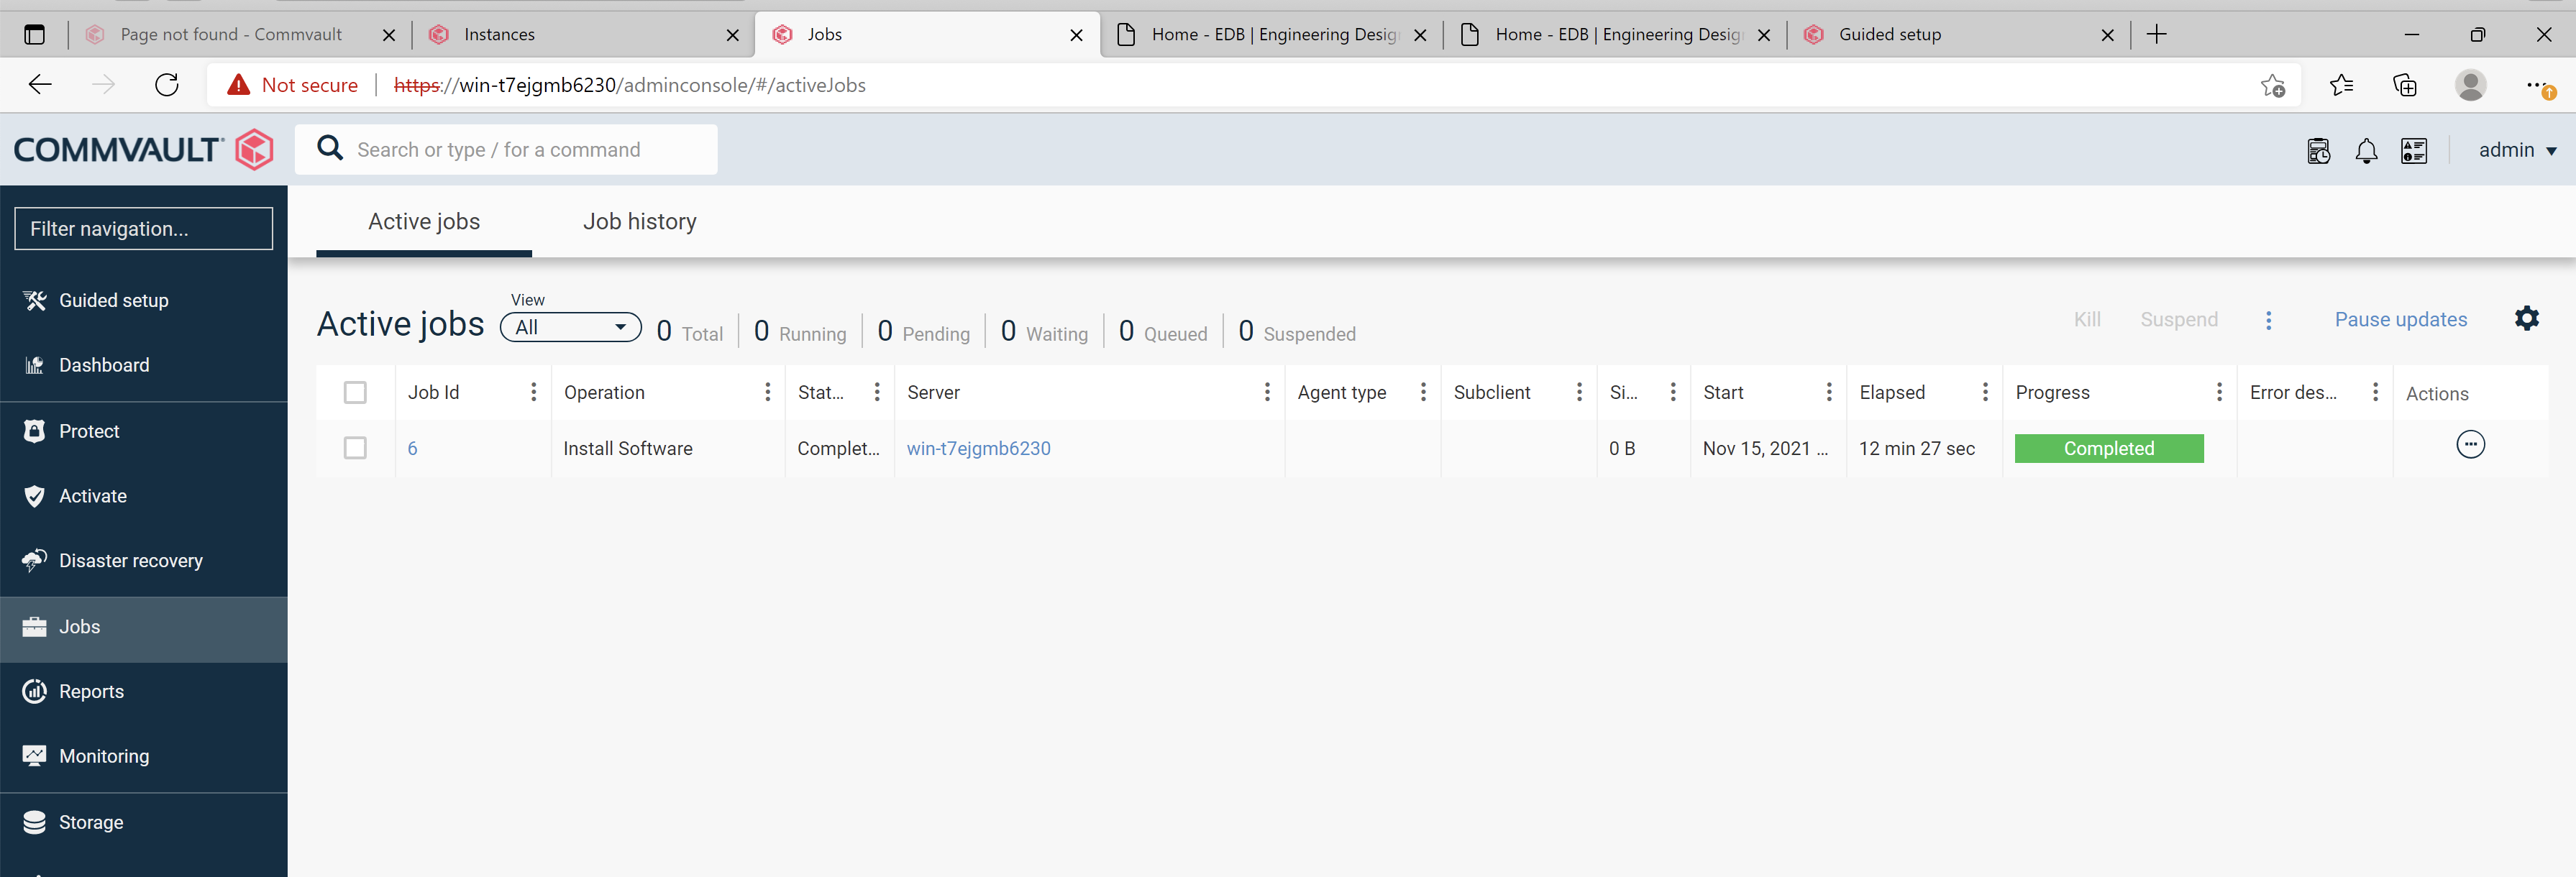 Page not found - Commvault
Instances
Jobs
Home - EDB | Engineering Desig
Home - EDB | Engineering Desig
Guided setup
Not secure
https://win-t7ejgmb6230/adminconsole/#/activeJobs
COMMVAULT
Search or type / for a command
admin
Filter navigation...
Active jobs
Job history
Guided setup
Dashboard
Protect
Activate
Disaster recovery
Jobs
Reports
Monitoring
Storage
Active jobs
View
All
0 Total
0 Running
0 Pending
0 Waiting
0 Queued
0 Suspended
Kill
Suspend
Pause updates
Job Id Operation Stat... Server Agent type Subclient Si... Start Elapsed Progress Error des... Actions
6 Install Software Complet... win-t7ejgmb6230 0 B Nov 15, 2021 ... 12 min 27 sec Completed